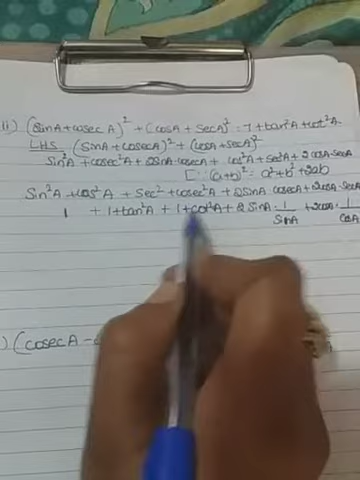 ii) (SinA+cosec A)² + (cosA+ secA)² = 7+tan²A+cot²A.
LHS (SinA+cosecA)² + (cosA+secA)²
Sin²A +cosec²A + 2SinA·cosecA + cos²A +sec²A + 2cosA·secA
[∵ (a+b)² = a²+b²+2ab
Sin²A +cos²A + Sec² +cosec²A + 2SinA cosecA+2cosA·secA
1 + 1+tan²A + 1+cot²A + 2 SinA · 1/SinA + 2cosA · 1/CosA
) (cosecA -